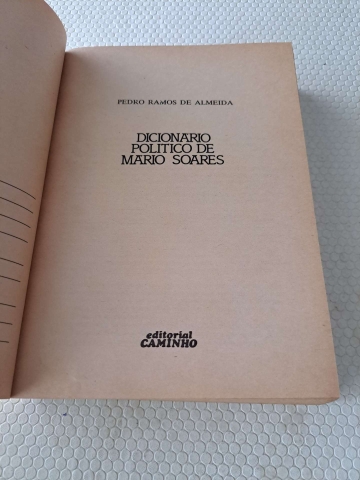 PEDRO RAMOS DE ALMEIDA
DICIONÁRIO
POLÍTICO DE
MÁRIO SOARES
editorial
CAMINHO